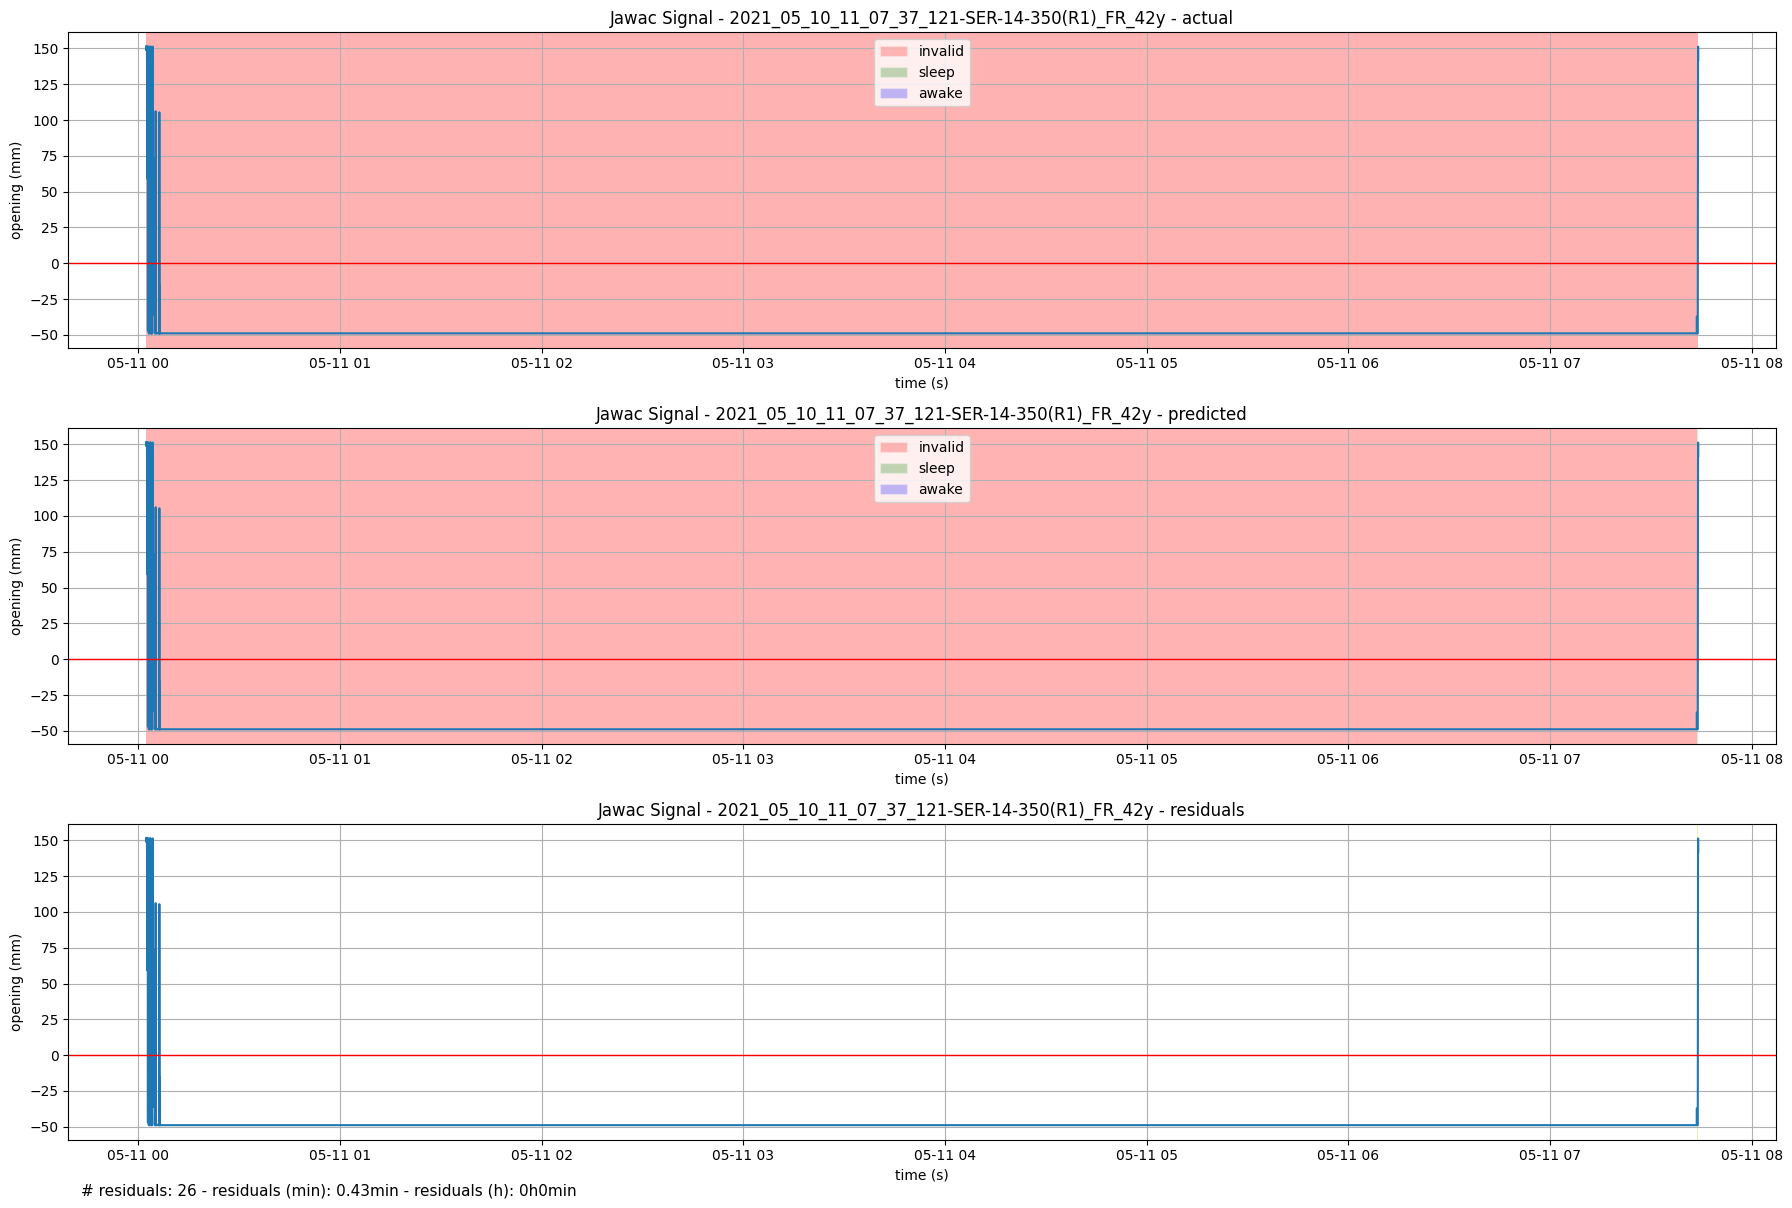 Jawac Signal - 2021_05_10_11_07_37_121-SER-14-350(R1)_FR_42y - actual
invalid
sleep
awake
opening (mm)
150
125
100
75
50
25
0
−25
−50
05-11 00 05-11 01 05-11 02 05-11 03 05-11 04 05-11 05 05-11 06 05-11 07 05-11 08
time (s)
Jawac Signal - 2021_05_10_11_07_37_121-SER-14-350(R1)_FR_42y - predicted
invalid
sleep
awake
opening (mm)
150
125
100
75
50
25
0
−25
−50
05-11 00 05-11 01 05-11 02 05-11 03 05-11 04 05-11 05 05-11 06 05-11 07 05-11 08
time (s)
Jawac Signal - 2021_05_10_11_07_37_121-SER-14-350(R1)_FR_42y - residuals
opening (mm)
150
125
100
75
50
25
0
−25
−50
05-11 00 05-11 01 05-11 02 05-11 03 05-11 04 05-11 05 05-11 06 05-11 07 05-11 08
time (s)
# residuals: 26 - residuals (min): 0.43min - residuals (h): 0h0min